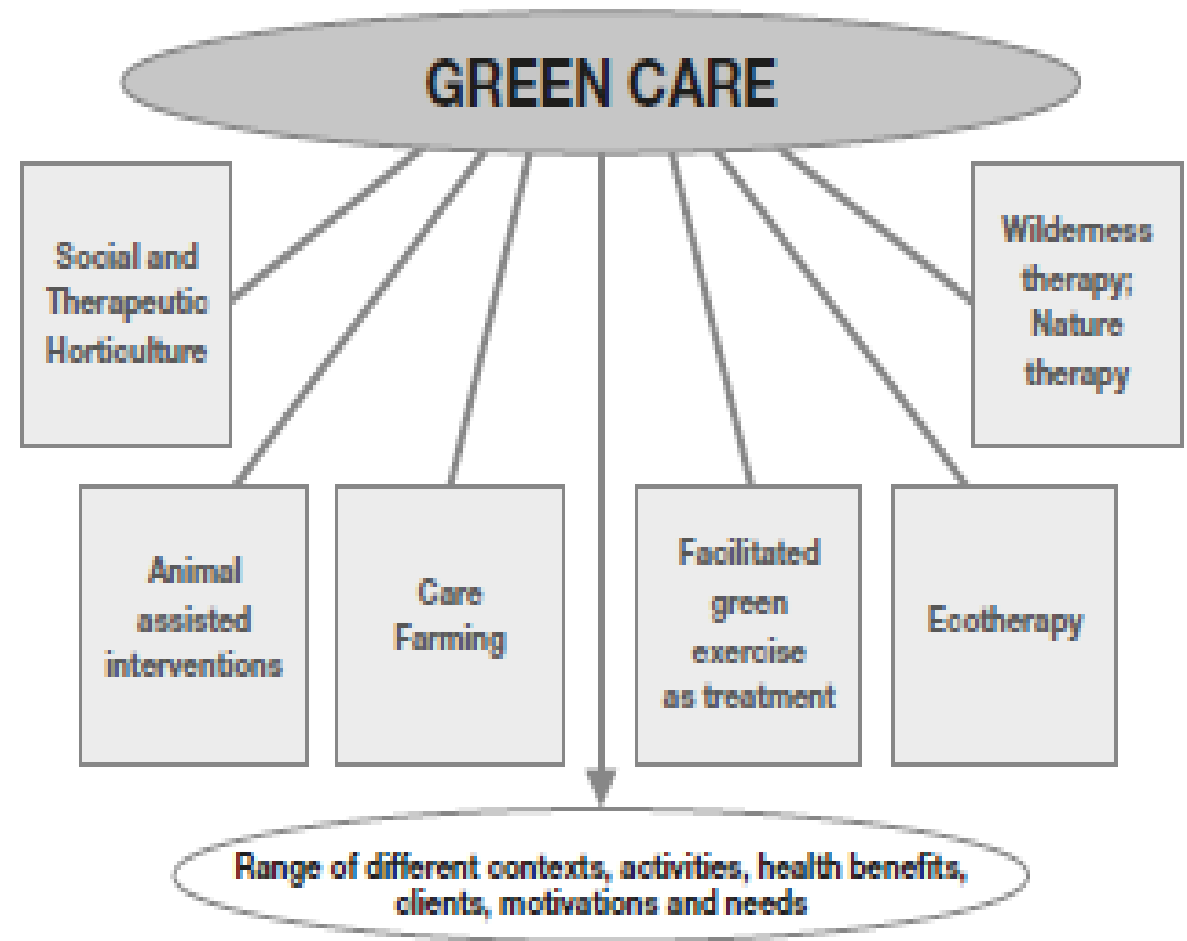 GREEN CARE
Social and
Therapeutic
Horticulture
Wilderness
therapy;
Nature
therapy
Animal
assisted
interventions
Care
Farming
Facilitated
green
exercise
as treatment
Ecotherapy
Range of different contexts, activities, health benefits,
clients, motivations and needs